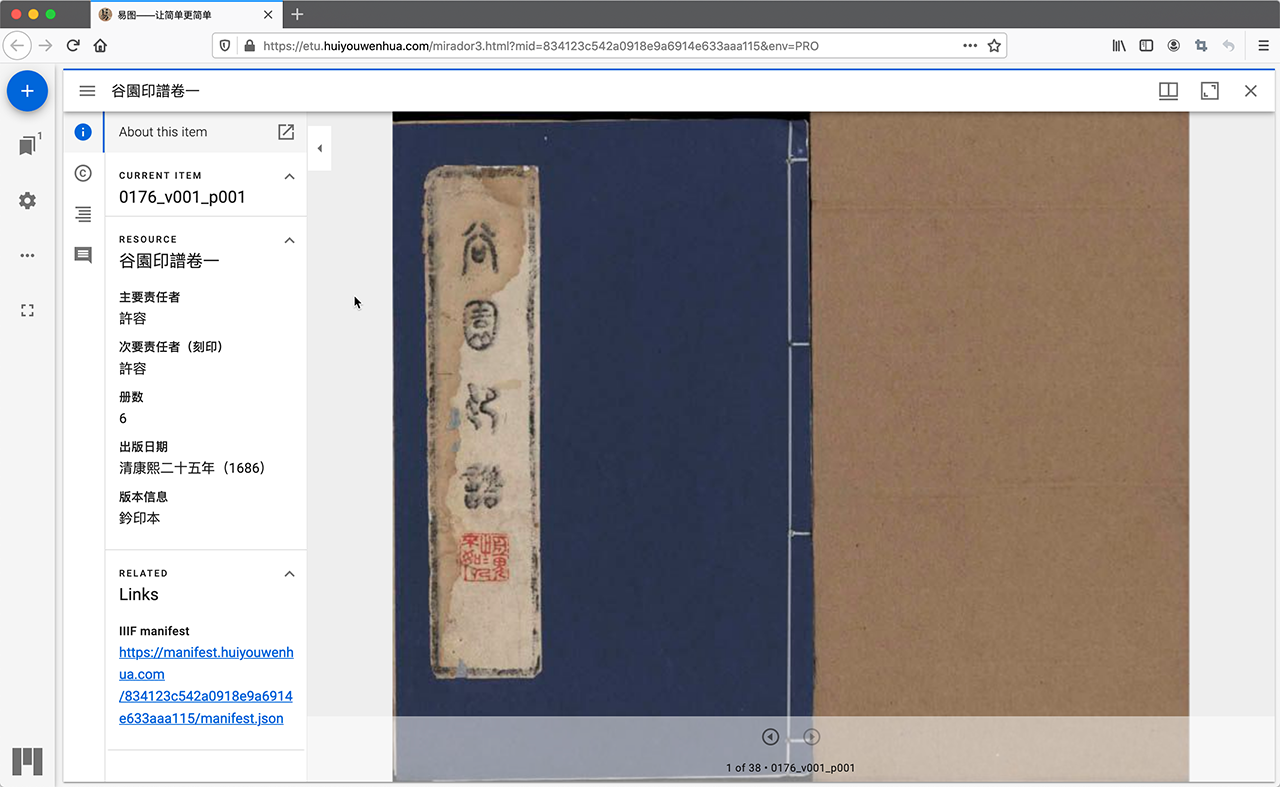 易图——让简单更简单
https://etu.huiyouwenhua.com/mirador3.html?mid=834123c542a0918e9a6914e633aaa115&env=PRO
谷園印譜卷一
1
About this item
CURRENT ITEM
0176_v001_p001
RESOURCE
谷園印譜卷一
主要责任者
許容
次要责任者（刻印）
許容
册数
6
出版日期
清康熙二十五年（1686）
版本信息
鈐印本
RELATED
Links
IIIF manifest
https://manifest.huiyouwenh
ua.com
/834123c542a0918e9a6914
e633aaa115/manifest.json
谷園印譜
1 of 38 • 0176_v001_p001